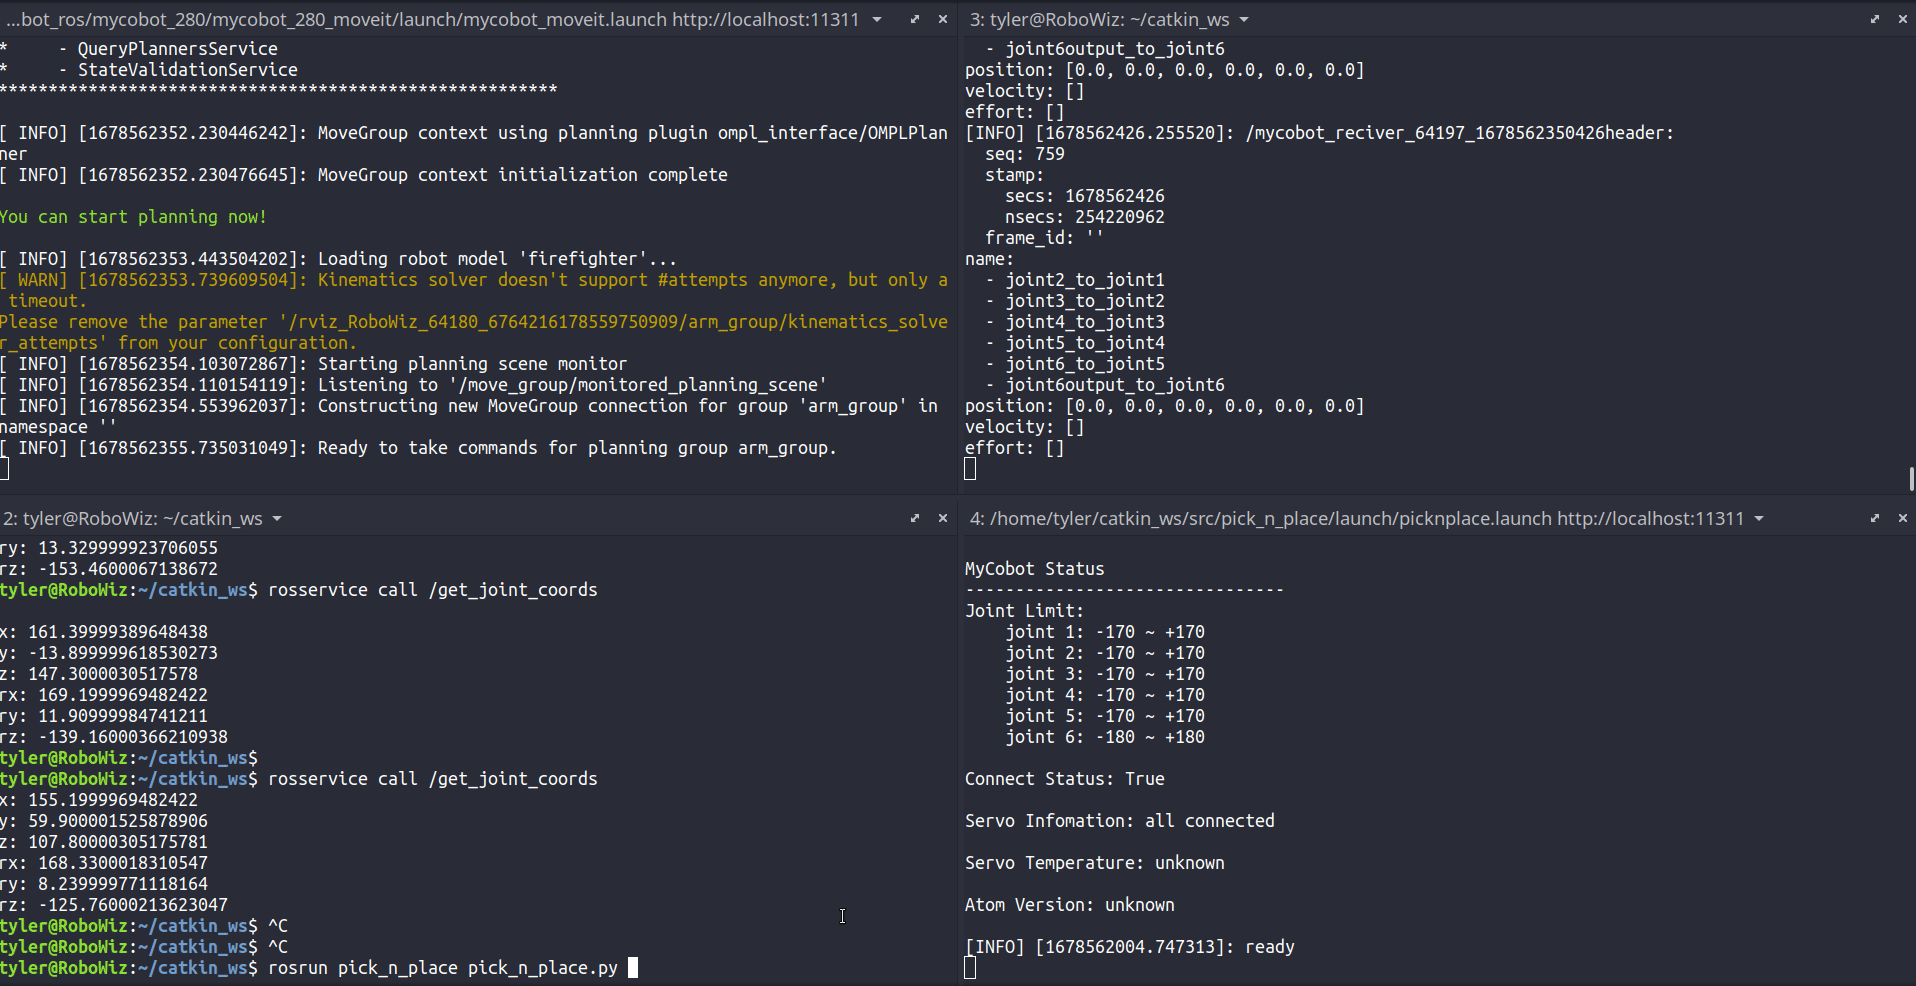 ...bot_ros/mycobot_280/mycobot_280_moveit/launch/mycobot_moveit.launch http://localhost:11311
*     - QueryPlannersService
*     - StateValidationService
********************************************************
[ INFO] [1678562352.230446242]: MoveGroup context using planning plugin ompl_interface/OMPLPlan
ner
[ INFO] [1678562352.230476645]: MoveGroup context initialization complete
You can start planning now!
[ INFO] [1678562353.443504202]: Loading robot model 'firefighter'...
[ WARN] [1678562353.739609504]: Kinematics solver doesn't support #attempts anymore, but only a
 timeout.
Please remove the parameter '/rviz_RoboWiz_64180_6764216178559750909/arm_group/kinematics_solve
r_attempts' from your configuration.
[ INFO] [1678562354.103072867]: Starting planning scene monitor
[ INFO] [1678562354.110154119]: Listening to '/move_group/monitored_planning_scene'
[ INFO] [1678562354.553962037]: Constructing new MoveGroup connection for group 'arm_group' in
namespace ''
[ INFO] [1678562355.735031049]: Ready to take commands for planning group arm_group.
3: tyler@RoboWiz: ~/catkin_ws
  - joint6output_to_joint6
position: [0.0, 0.0, 0.0, 0.0, 0.0, 0.0]
velocity: []
effort: []
[INFO] [1678562426.255520]: /mycobot_reciver_64197_1678562350426header:
  seq: 759
  stamp:
    secs: 1678562426
    nsecs: 254220962
  frame_id: ''
name:
  - joint2_to_joint1
  - joint3_to_joint2
  - joint4_to_joint3
  - joint5_to_joint4
  - joint6_to_joint5
  - joint6output_to_joint6
position: [0.0, 0.0, 0.0, 0.0, 0.0, 0.0]
velocity: []
effort: []
2: tyler@RoboWiz: ~/catkin_ws
ry: 13.329999923706055
rz: -153.4600067138672
tyler@RoboWiz:~/catkin_ws$ rosservice call /get_joint_coords
x: 161.39999389648438
y: -13.899999618530273
z: 147.3000030517578
rx: 169.1999969482422
ry: 11.90999984741211
rz: -139.16000366210938
tyler@RoboWiz:~/catkin_ws$
tyler@RoboWiz:~/catkin_ws$ rosservice call /get_joint_coords
x: 155.1999969482422
y: 59.900001525878906
z: 107.80000305175781
rx: 168.3300018310547
ry: 8.239999771118164
rz: -125.76000213623047
tyler@RoboWiz:~/catkin_ws$ ^C
tyler@RoboWiz:~/catkin_ws$ ^C
tyler@RoboWiz:~/catkin_ws$ rosrun pick_n_place pick_n_place.py
4: /home/tyler/catkin_ws/src/pick_n_place/launch/picknplace.launch http://localhost:11311
MyCobot Status
--------------------------------
Joint Limit:
    joint 1: -170 ~ +170
    joint 2: -170 ~ +170
    joint 3: -170 ~ +170
    joint 4: -170 ~ +170
    joint 5: -170 ~ +170
    joint 6: -180 ~ +180
Connect Status: True
Servo Infomation: all connected
Servo Temperature: unknown
Atom Version: unknown
[INFO] [1678562004.747313]: ready